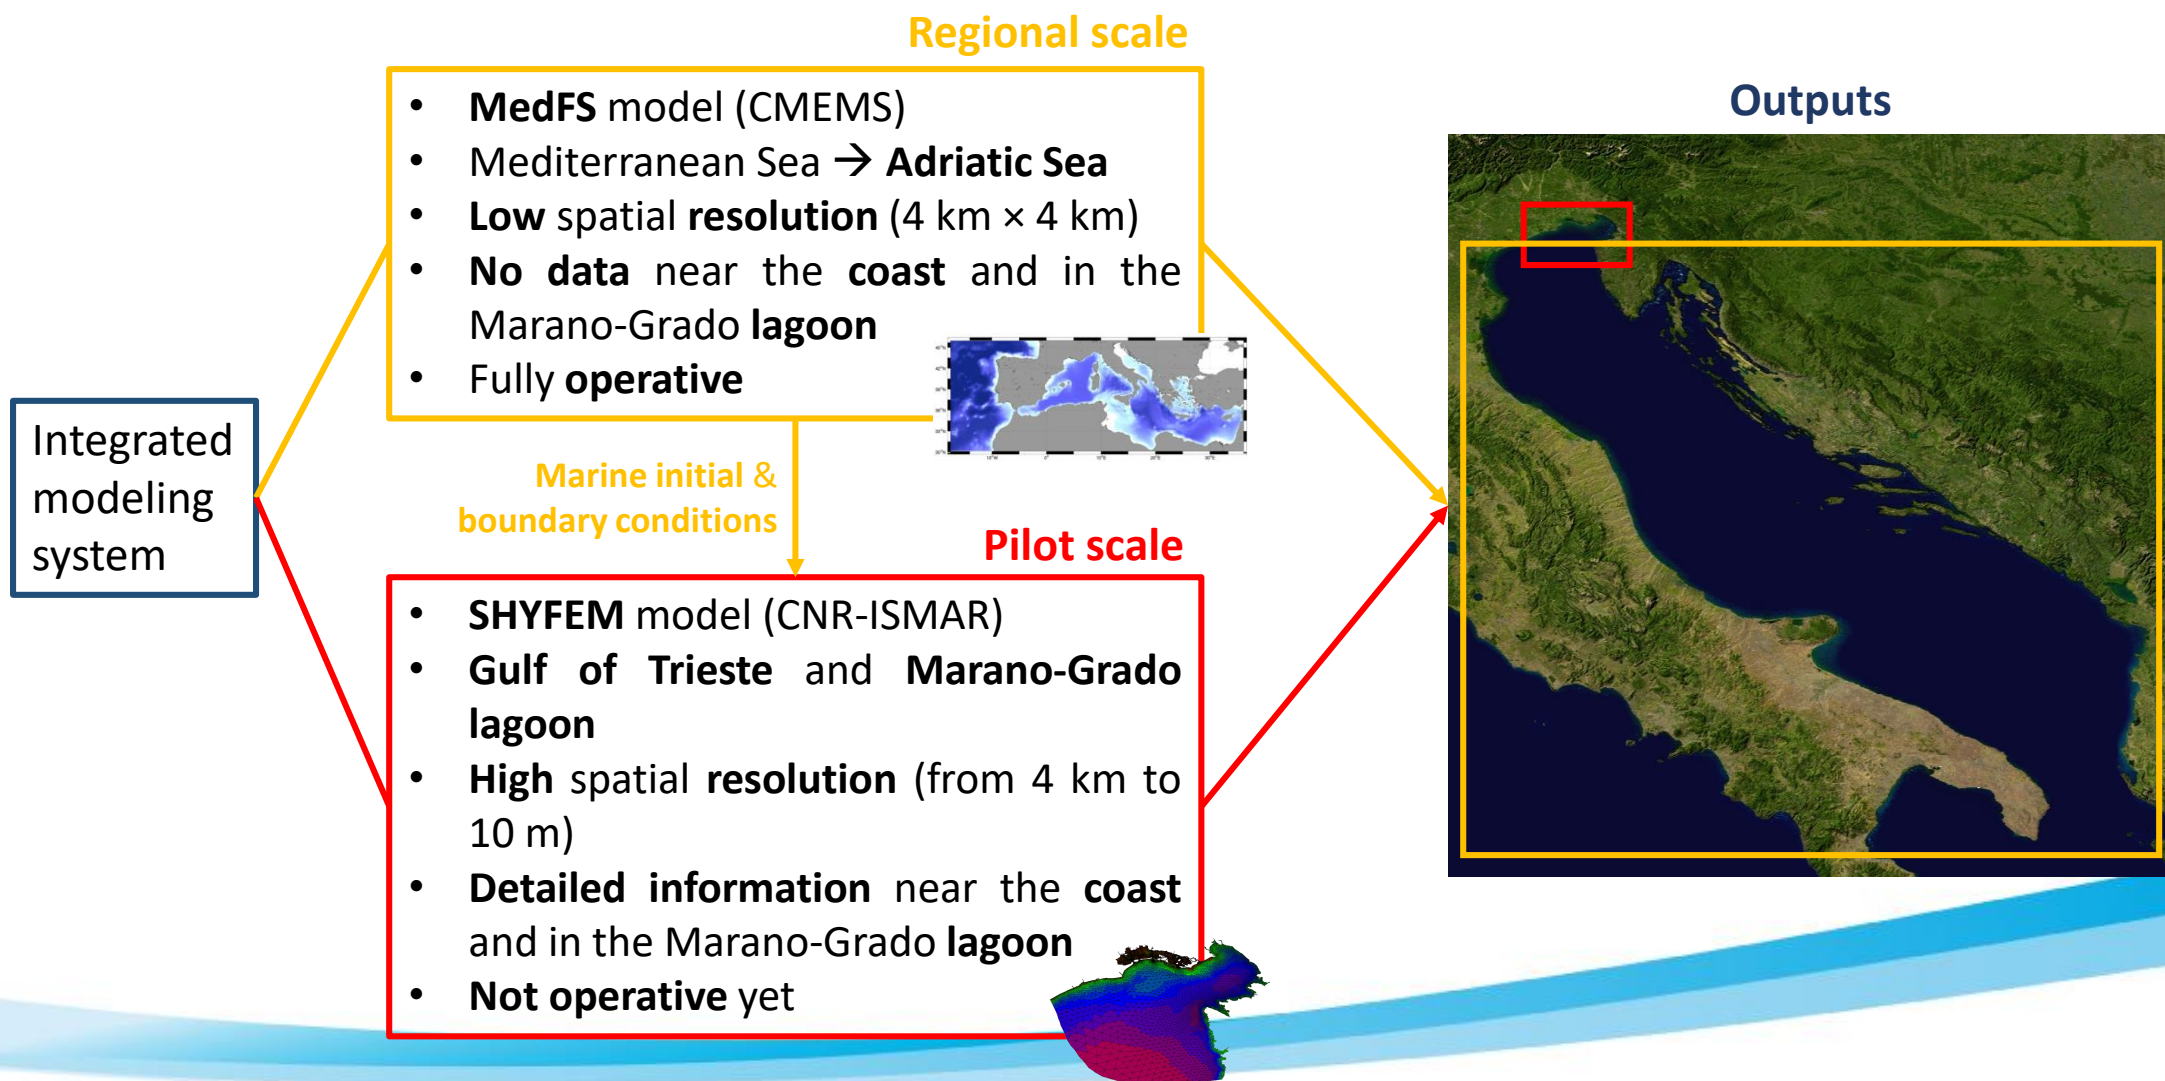 Regional scale
• MedFS model (CMEMS)
• Mediterranean Sea → Adriatic Sea
• Low spatial resolution (4 km × 4 km)
• No data near the coast and in the
Marano-Grado lagoon
• Fully operative
Outputs
Integrated
modeling
system
Marine initial &
boundary conditions
Pilot scale
• SHYFEM model (CNR-ISMAR)
• Gulf of Trieste and Marano-Grado
lagoon
• High spatial resolution (from 4 km to
10 m)
• Detailed information near the coast
and in the Marano-Grado lagoon
• Not operative yet